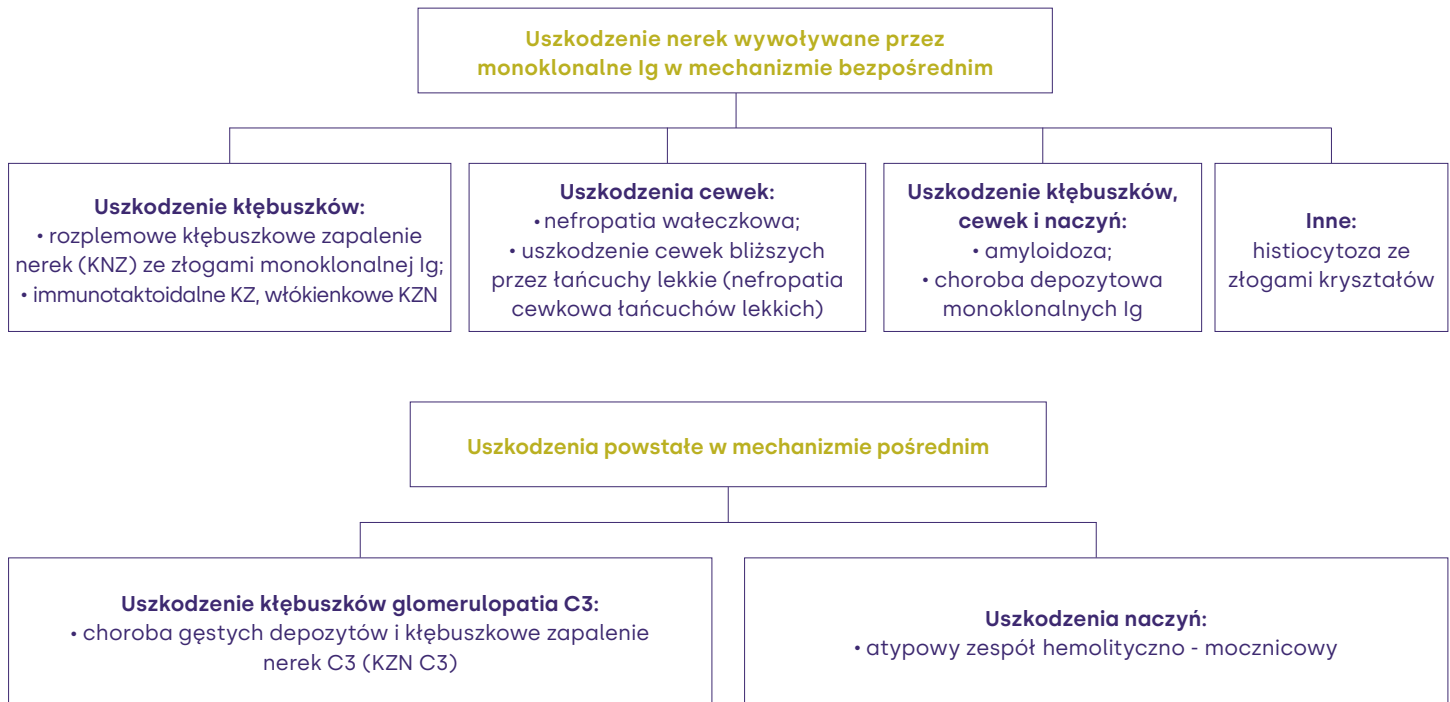 Uszkodzenie nerek wywoływane przez
monoklonalne Ig w mechanizmie bezpośrednim
Uszkodzenie kłębuszków:
• rozplemowe kłębuszkowe zapalenie
nerek (KNZ) ze złogami monoklonalnej Ig;
• immunotaktoidalne KZ, włókienkowe KZN
Uszkodzenia cewek:
• nefropatia wałeczkowa;
• uszkodzenie cewek bliższych
przez łańcuchy lekkie (nefropatia
cewkowa łańcuchów lekkich)
Uszkodzenie kłębuszków,
cewek i naczyń:
• amyloidoza;
• choroba depozytowa
monoklonalnych Ig
Inne:
histiocytoza ze
złogami kryształów
Uszkodzenia powstałe w mechanizmie pośrednim
Uszkodzenie kłębuszków glomerulopatia C3:
• choroba gęstych depozytów i kłębuszkowe zapalenie
nerek C3 (KZN C3)
Uszkodzenia naczyń:
• atypowy zespół hemolityczno - mocznicowy